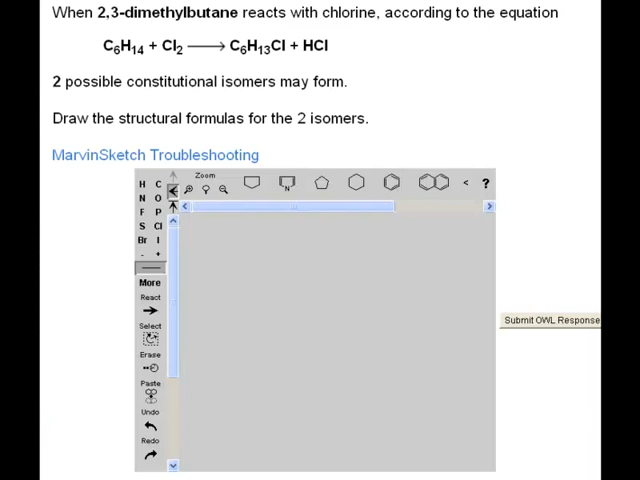 When 2,3-dimethylbutane reacts with chlorine, according to the equation
C₆H₁₄ + Cl₂ ⟶ C₆H₁₃Cl + HCl
2 possible constitutional isomers may form.
Draw the structural formulas for the 2 isomers.
MarvinSketch Troubleshooting
Zoom
H C
N O
F P
S Cl
Br I
- +
N
< ?
More
React
Select
Erase
Paste
Undo
Redo
Submit OWL Response